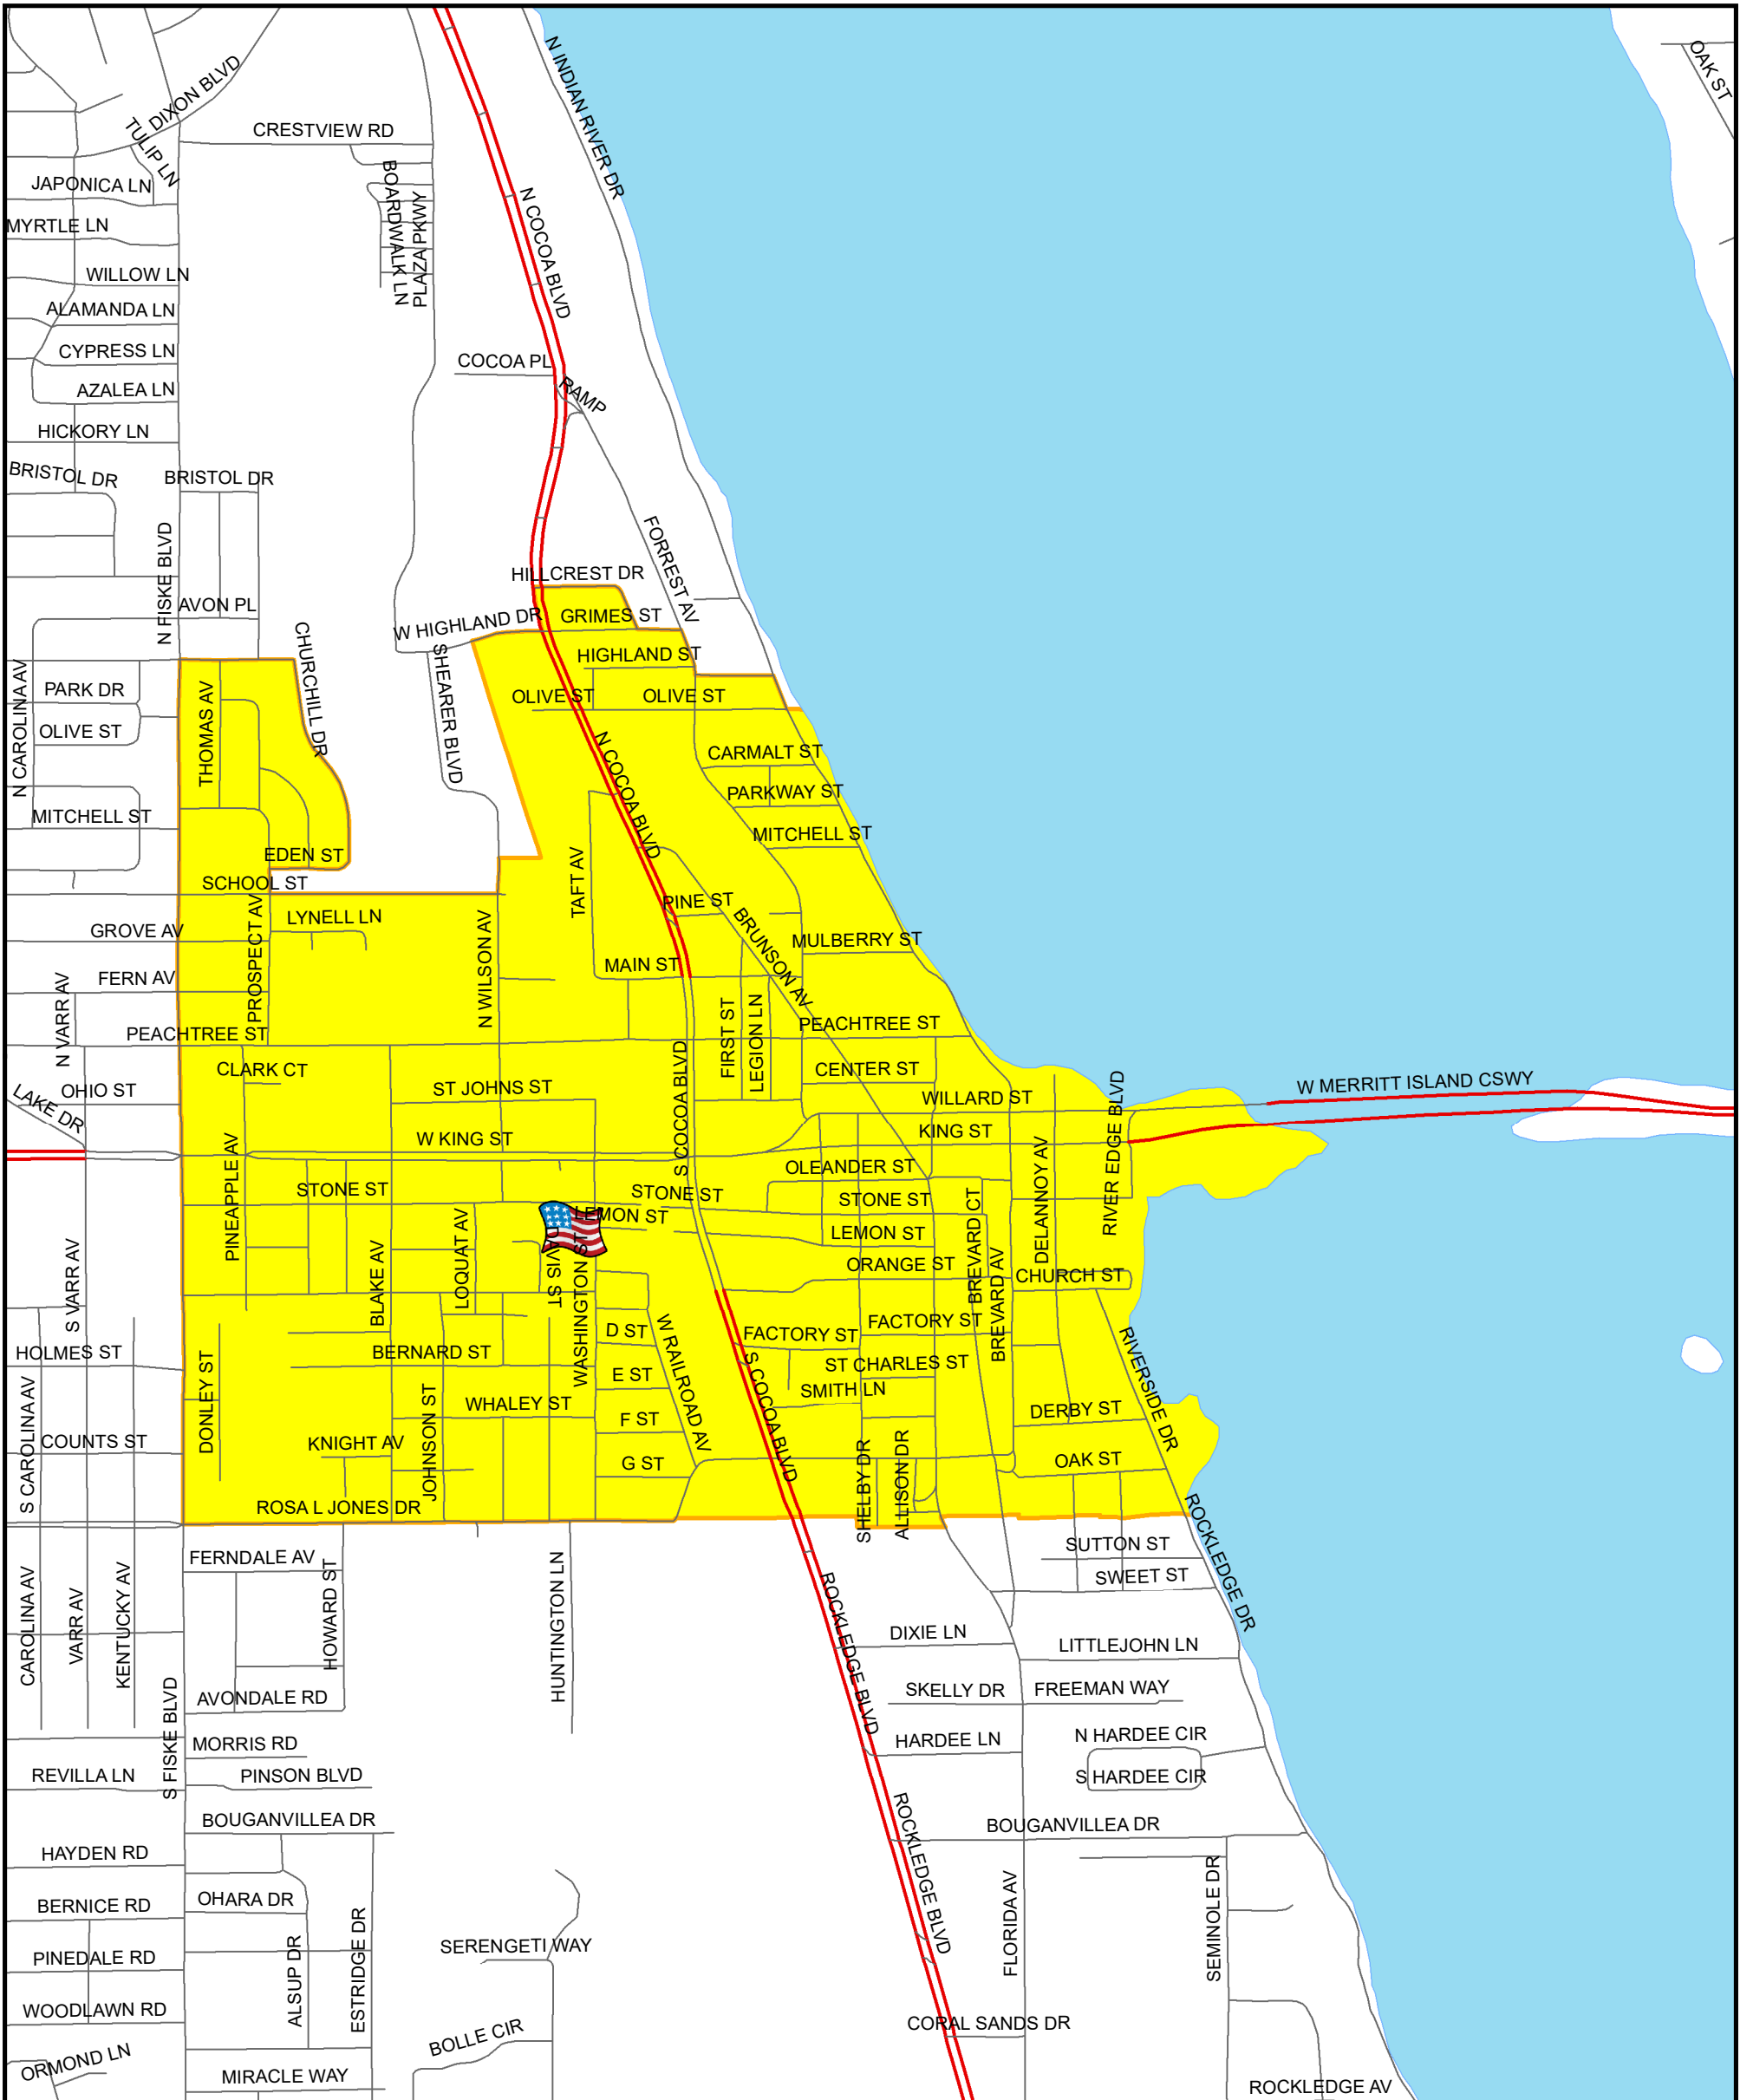 N INDIAN RIVER DR
OAK ST
DIXON BLVD
TULIP LN
CRESTVIEW RD
BOARDWALK LN
PLAZA PKWY
JAPONICA LN
MYRTLE LN
N COCOA BLVD
WILLOW LN
ALAMANDA LN
CYPRESS LN
COCOA PL
RAMP
AZALEA LN
HICKORY LN
BRISTOL DR
BRISTOL DR
N FISKE BLVD
FORREST AV
HILLCREST DR
AVON PL
W HIGHLAND DR
GRIMES ST
CHURCHILL DR
SHEARER BLVD
HIGHLAND ST
N CAROLINA AV
PARK DR
THOMAS AV
OLIVE ST
OLIVE ST
OLIVE ST
N COCOA BLVD
CARMALT ST
PARKWAY ST
MITCHELL ST
MITCHELL ST
EDEN ST
TAFT AV
SCHOOL ST
PINE ST
BRUNSON AV
LYNELL LN
GROVE AV
PROSPECT AV
N WILSON AV
MULBERRY ST
MAIN ST
FERN AV
N VARR AV
FIRST ST
LEGION LN
PEACHTREE ST
PEACHTREE ST
CLARK CT
S COCOA BLVD
CENTER ST
OHIO ST
ST JOHNS ST
WILLARD ST
RIVER EDGE BLVD
W MERRITT ISLAND CSWY
LAKE DR
W KING ST
KING ST
PINEAPPLE AV
DELANNOY AV
OLEANDER ST
STONE ST
STONE ST
STONE ST
BREVARD CT
LEMON ST
LEMON ST
LOQUAT AV
DAVIS ST
WASHINGTON ST
BLAKE AV
S VARR AV
ORANGE ST
BREVARD AV
CHURCH ST
D ST
W RAILROAD AV
FACTORY ST
FACTORY ST
HOLMES ST
BERNARD ST
ST CHARLES ST
RIVERSIDE DR
S COCOA BLVD
E ST
SMITH LN
DONLEY ST
S CAROLINA AV
JOHNSON ST
WHALEY ST
F ST
DERBY ST
COUNTS ST
KNIGHT AV
G ST
SHELBY DR
ALLISON DR
OAK ST
ROSA L JONES DR
ROCKLEDGE DR
SUTTON ST
FERNDALE AV
HOWARD ST
HUNTINGTON LN
SWEET ST
CAROLINA AV
VARR AV
KENTUCKY AV
ROCKLEDGE BLVD
DIXIE LN
LITTLEJOHN LN
S FISKE BLVD
AVONDALE RD
SKELLY DR
FREEMAN WAY
MORRIS RD
HARDEE LN
N HARDEE CIR
REVILLA LN
PINSON BLVD
S HARDEE CIR
ROCKLEDGE BLVD
BOUGANVILLEA DR
BOUGANVILLEA DR
HAYDEN RD
FLORIDA AV
SEMINOLE DR
BERNICE RD
OHARA DR
ALSUP DR
ESTRIDGE DR
SERENGETI WAY
PINEDALE RD
WOODLAWN RD
CORAL SANDS DR
BOLLE CIR
ORMOND LN
MIRACLE WAY
ROCKLEDGE AV